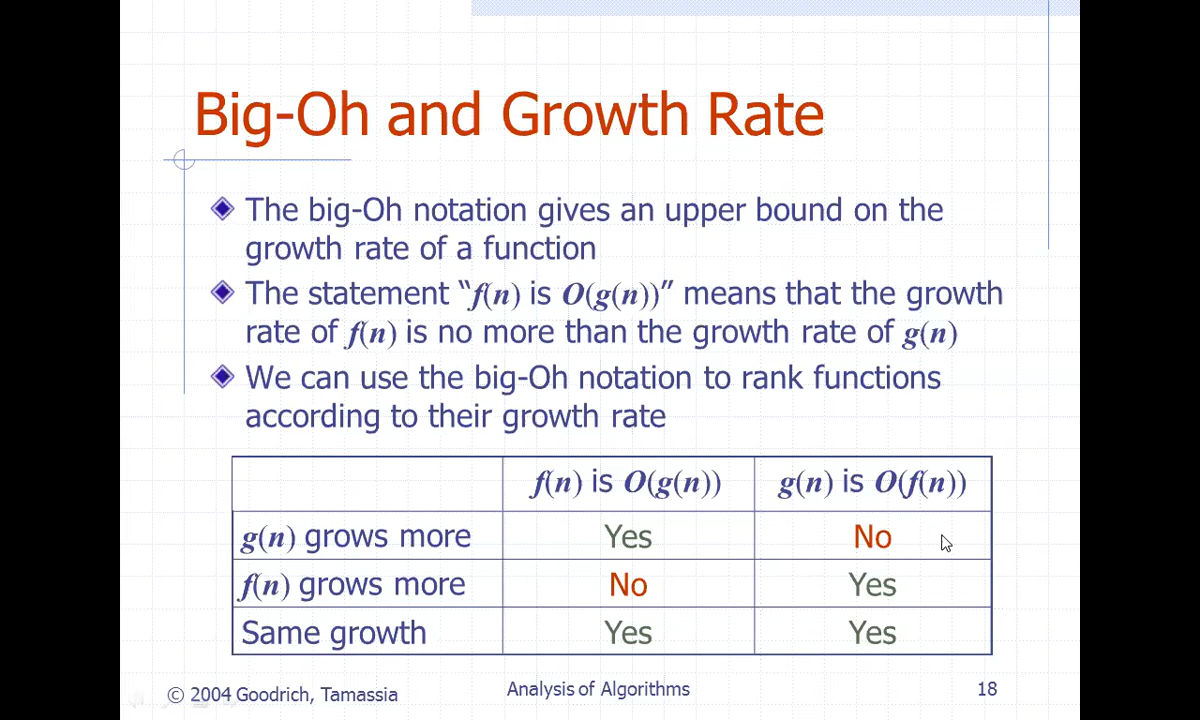 Big-Oh and Growth Rate
The big-Oh notation gives an upper bound on the
growth rate of a function
The statement “f(n) is O(g(n))” means that the growth
rate of f(n) is no more than the growth rate of g(n)
We can use the big-Oh notation to rank functions
according to their growth rate
f(n) is O(g(n)) g(n) is O(f(n))
g(n) grows more Yes No
f(n) grows more No Yes
Same growth Yes Yes
© 2004 Goodrich, Tamassia Analysis of Algorithms 18